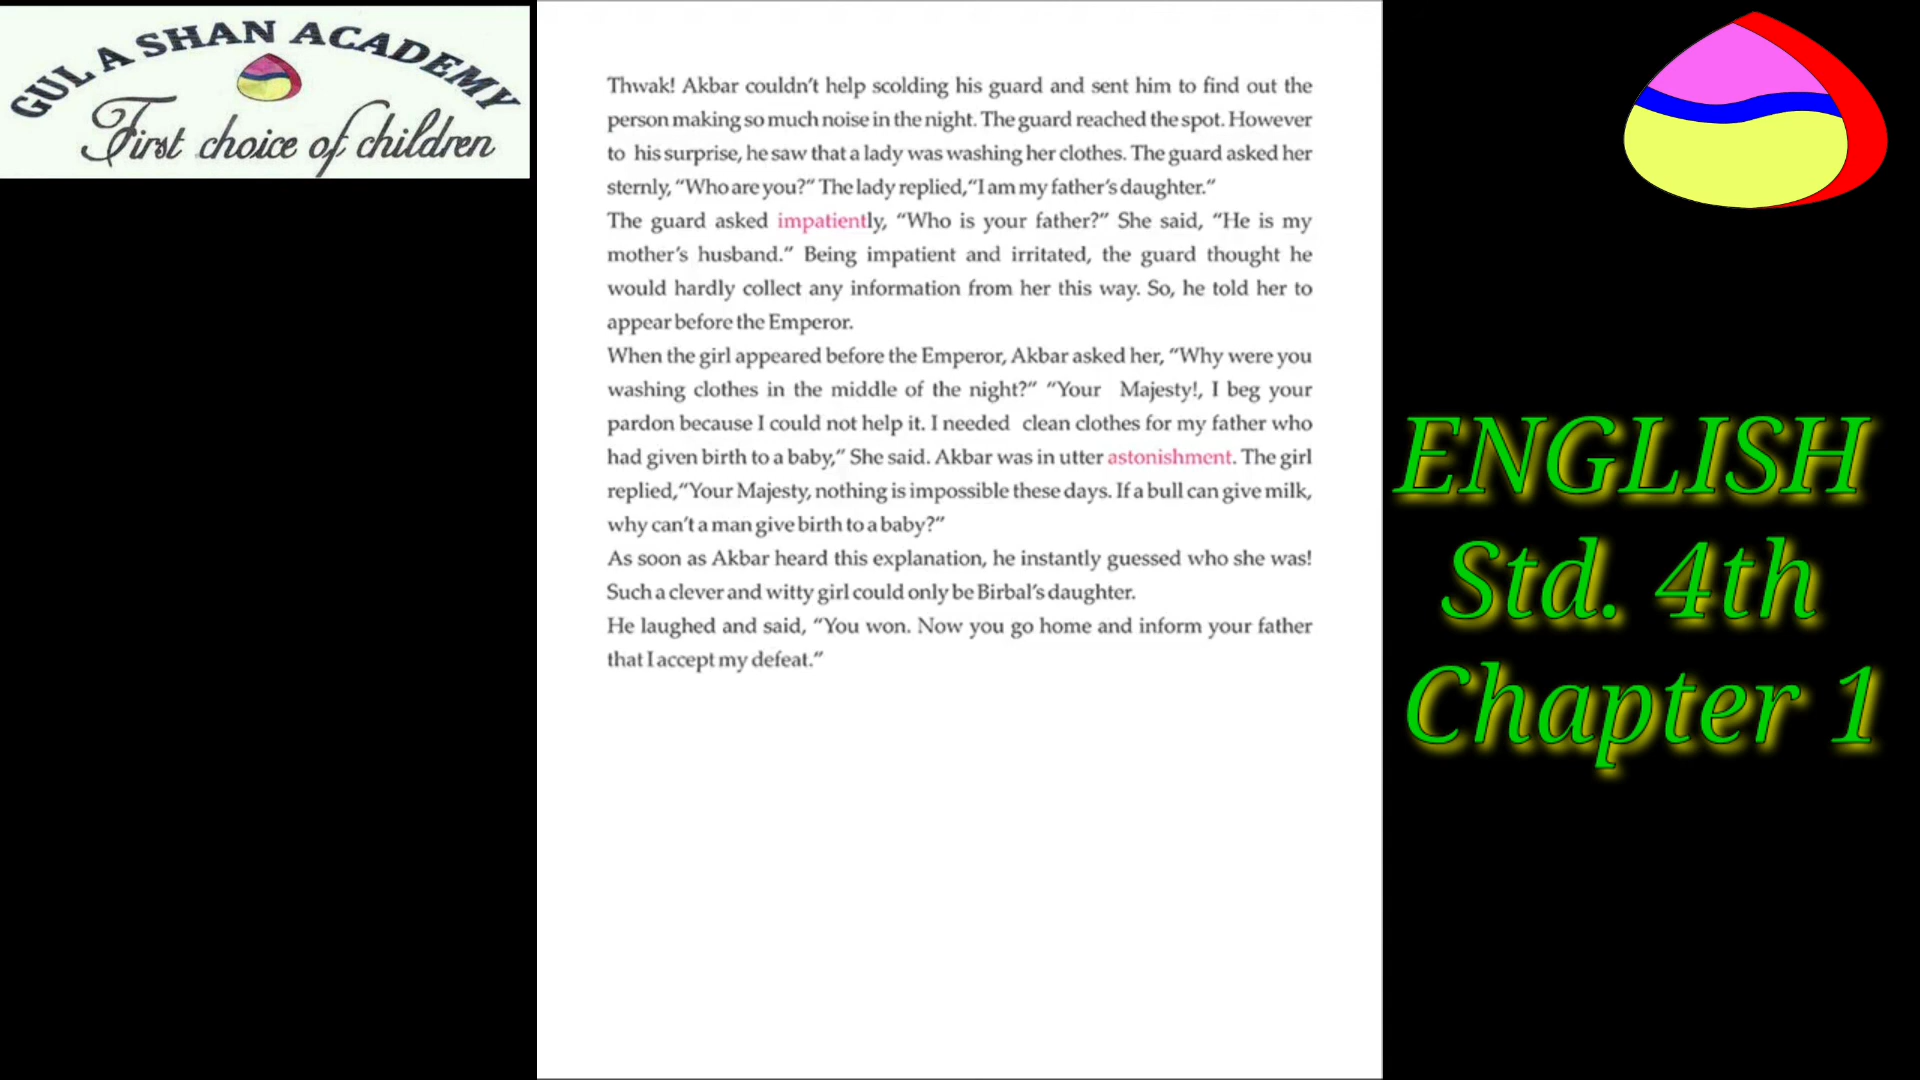 GUL A SHAN ACADEMY
First choice of children
Thwak! Akbar couldn't help scolding his guard and sent him to find out the
person making so much noise in the night. The guard reached the spot. However
to his surprise, he saw that a lady was washing her clothes. The guard asked her
sternly, “Who are you?” The lady replied,“I am my father's daughter.”
The guard asked impatiently, “Who is your father?” She said, “He is my
mother's husband.” Being impatient and irritated, the guard thought he
would hardly collect any information from her this way. So, he told her to
appear before the Emperor.
When the girl appeared before the Emperor, Akbar asked her, “Why were you
washing clothes in the middle of the night?” “Your Majesty!, I beg your
pardon because I could not help it. I needed clean clothes for my father who
had given birth to a baby,” She said. Akbar was in utter astonishment. The girl
replied,“Your Majesty, nothing is impossible these days. If a bull can give milk,
why can't a man give birth to a baby?”
As soon as Akbar heard this explanation, he instantly guessed who she was!
Such a clever and witty girl could only be Birbal's daughter.
He laughed and said, “You won. Now you go home and inform your father
that I accept my defeat.”
ENGLISH
Std. 4th
Chapter 1